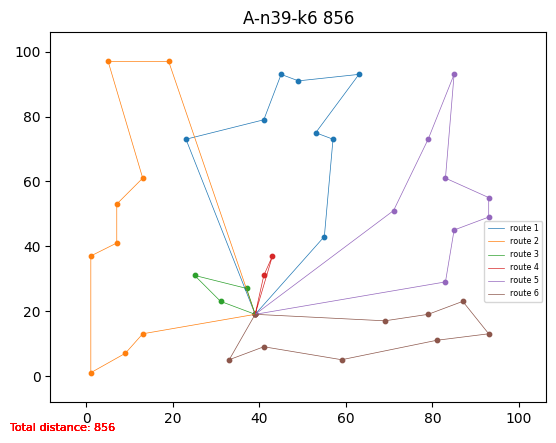 A-n39-k6 856
100
80
60
40
20
0
0 20 40 60 80 100
route 1
route 2
route 3
route 4
route 5
route 6
Total distance: 856